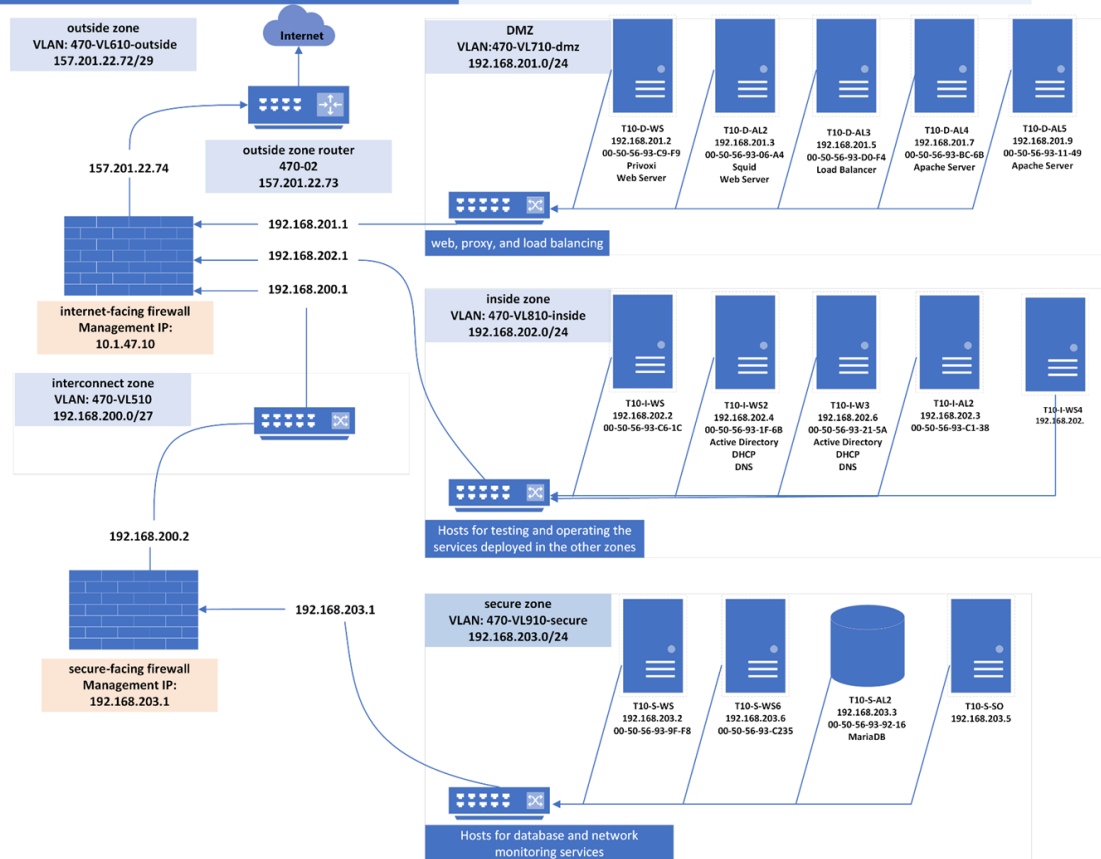 outside zone
VLAN: 470-VL610-outside
157.201.22.72/29
Internet
outside zone router
470-02
157.201.22.73
157.201.22.74
192.168.201.1
192.168.202.1
192.168.200.1
internet-facing firewall
Management IP:
10.1.47.10
interconnect zone
VLAN: 470-VL510
192.168.200.0/27
192.168.200.2
192.168.203.1
secure-facing firewall
Management IP:
192.168.203.1
DMZ
VLAN:470-VL710-dmz
192.168.201.0/24
T10-D-WS
192.168.201.2
00-50-56-93-C9-F9
Privoxi
Web Server
T10-D-AL2
192.168.201.3
00-50-56-93-06-A4
Squid
Web Server
T10-D-AL3
192.168.201.5
00-50-56-93-D0-F4
Load Balancer
T10-D-AL4
192.168.201.7
00-50-56-93-BC-6B
Apache Server
T10-D-AL5
192.168.201.9
00-50-56-93-11-49
Apache Server
web, proxy, and load balancing
inside zone
VLAN: 470-VL810-inside
192.168.202.0/24
T10-I-WS
192.168.202.2
00-50-56-93-C6-1C
T10-I-WS2
192.168.202.4
00-50-56-93-1F-6B
Active Directory
DHCP
DNS
T10-I-W3
192.168.202.6
00-50-56-93-21-5A
Active Directory
DHCP
DNS
T10-I-AL2
192.168.202.3
00-50-56-93-C1-38
T10-I-WS4
192.168.202.
Hosts for testing and operating the
services deployed in the other zones
secure zone
VLAN: 470-VL910-secure
192.168.203.0/24
T10-S-WS
192.168.203.2
00-50-56-93-9F-F8
T10-S-WS6
192.168.203.6
00-50-56-93-C235
T10-S-AL2
192.168.203.3
00-50-56-93-92-16
MariaDB
T10-S-SO
192.168.203.5
Hosts for database and network
monitoring services